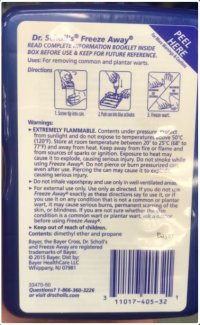 PEEL
HERE
Dr. Scholl's® Freeze Away®
READ COMPLETE INFORMATION BOOKLET INSIDE
BOX BEFORE USE & KEEP FOR FUTURE REFERENCE.
Uses: For removing common and plantar warts.
Directions
Warnings:
• EXTREMELY FLAMMABLE. Contents under pressure. Protect
from sunlight and do not expose to temperatures above 50°C
(120°F). Store at room temperature between 20° to 25°C (68° to
77°F) and away from heat. Keep away from fire or flame and
from sources of sparks or ignition. Exposure to heat may
cause it to explode, causing serious injury. Do not smoke while
using Freeze Away®. Do not pierce or burn pressurized can,
even after use. Piercing the can may cause it to explode
causing serious injury.
• Do not inhale vapor/spray and use only in well-ventilated areas.
• For external use only. Use only as directed. If you do not use
Freeze Away® exactly as these directions say to use it, or if
you use it on any condition that is not a common or plantar
wart, it may cause serious burns, permanent scarring of the
skin, or blindness. If you are not sure whether the skin
condition is a common wart or plantar wart, ask a doctor
before using Freeze Away®.
• Keep out of reach of children.
Contents: dimethyl ether and propane
Bayer, the Bayer Cross, Dr. Scholl's
and Freeze Away are registered
trademarks of Bayer.
© 2015 Bayer. Dist by:
Bayer HealthCare LLC
Whippany, NJ 07981
Questions? 1-866-360-3226
or visit drscholls.com
3 11017-405-32 1